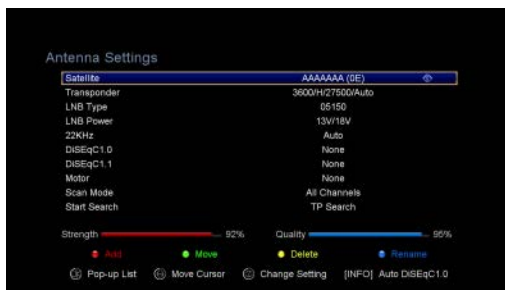 Antenna Settings
Satellite AAAAAAA (0E)
Transponder 3600/H/27500/Auto
LNB Type 05150
LNB Power 13V/18V
22KHz Auto
DiSEqC1.0 None
DiSEqC1.1 None
Motor None
Scan Mode All Channels
Start Search TP Search
Strength 92% Quality 95%
Add Move Delete Rename
Pop-up List Move Cursor Change Setting [INFO] Auto DiSEqC1.0